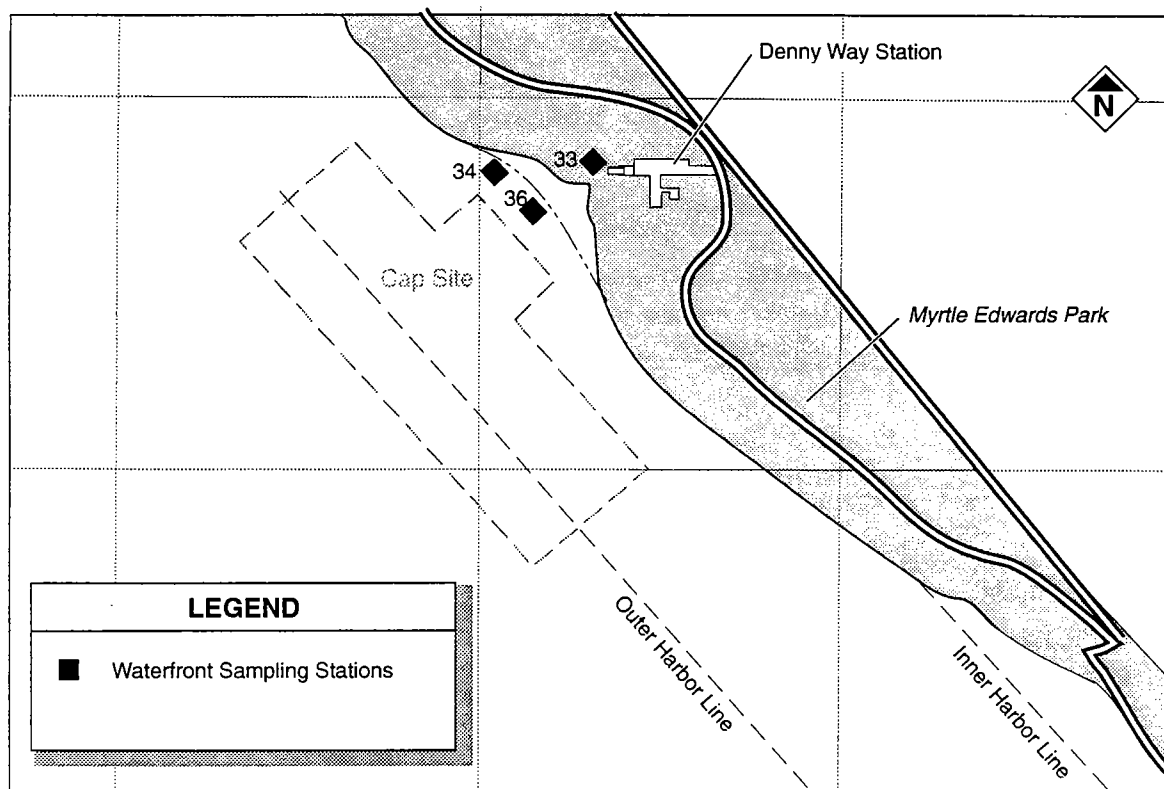 Denny Way Station
N
33
34
36
Cap Site
Myrtle Edwards Park
LEGEND
Waterfront Sampling Stations
Outer Harbor Line
Inner Harbor Line